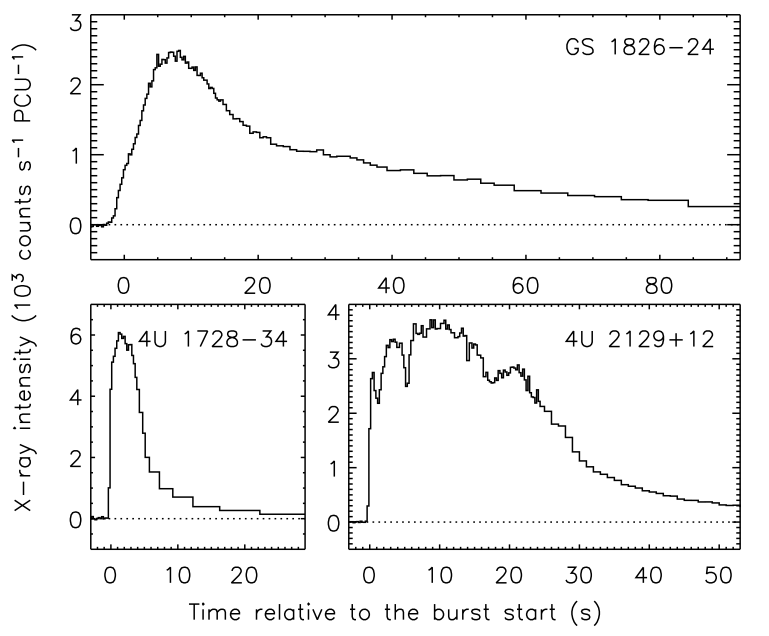 X−ray intensity (10³ counts s⁻¹ PCU⁻¹)
GS 1826−24
3
2
1
0
0 20 40 60 80
4U 1728−34
6
4
2
0
0 10 20
4U 2129+12
4
3
2
1
0
0 10 20 30 40 50
Time relative to the burst start (s)